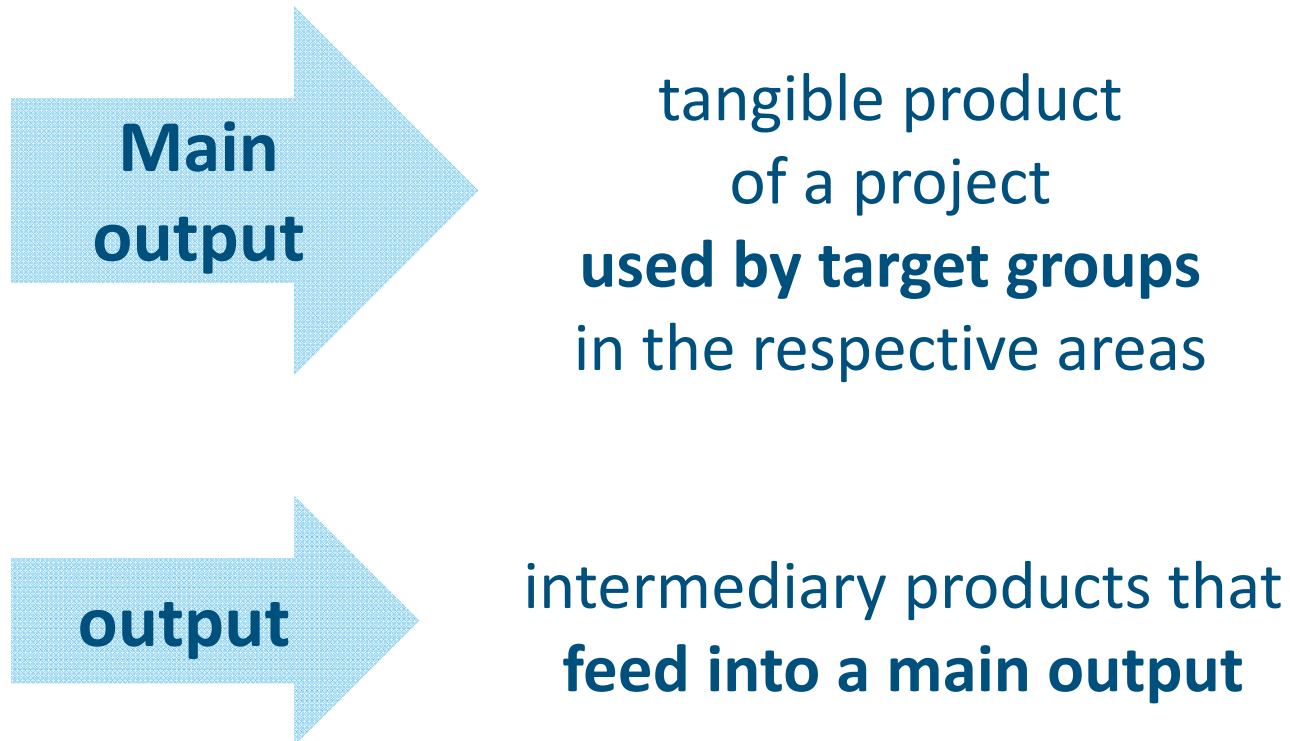 Main
output
tangible product
of a project
used by target groups
in the respective areas
output
intermediary products that
feed into a main output